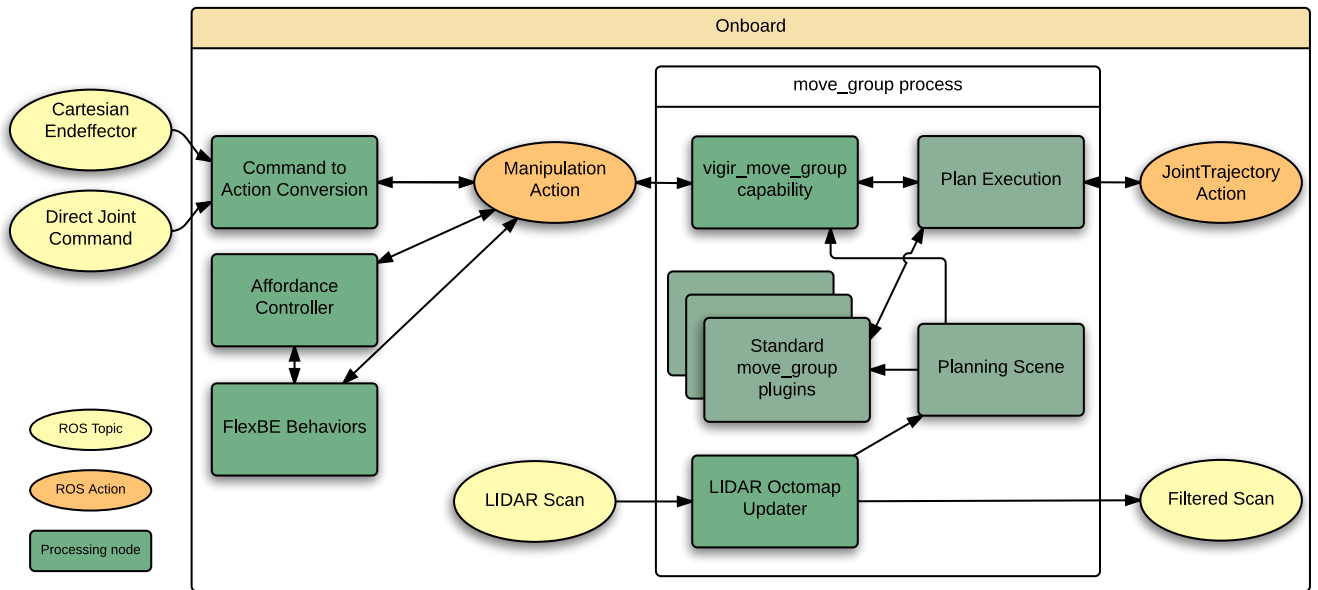 Onboard
move_group process
Cartesian
Endeffector
Direct Joint
Command
Command to
Action Conversion
Manipulation
Action
vigir_move_group
capability
Plan Execution
JointTrajectory
Action
Affordance
Controller
Standard
move_group
plugins
Planning Scene
FlexBE Behaviors
LIDAR Scan
LIDAR Octomap
Updater
Filtered Scan
ROS Topic
ROS Action
Processing node